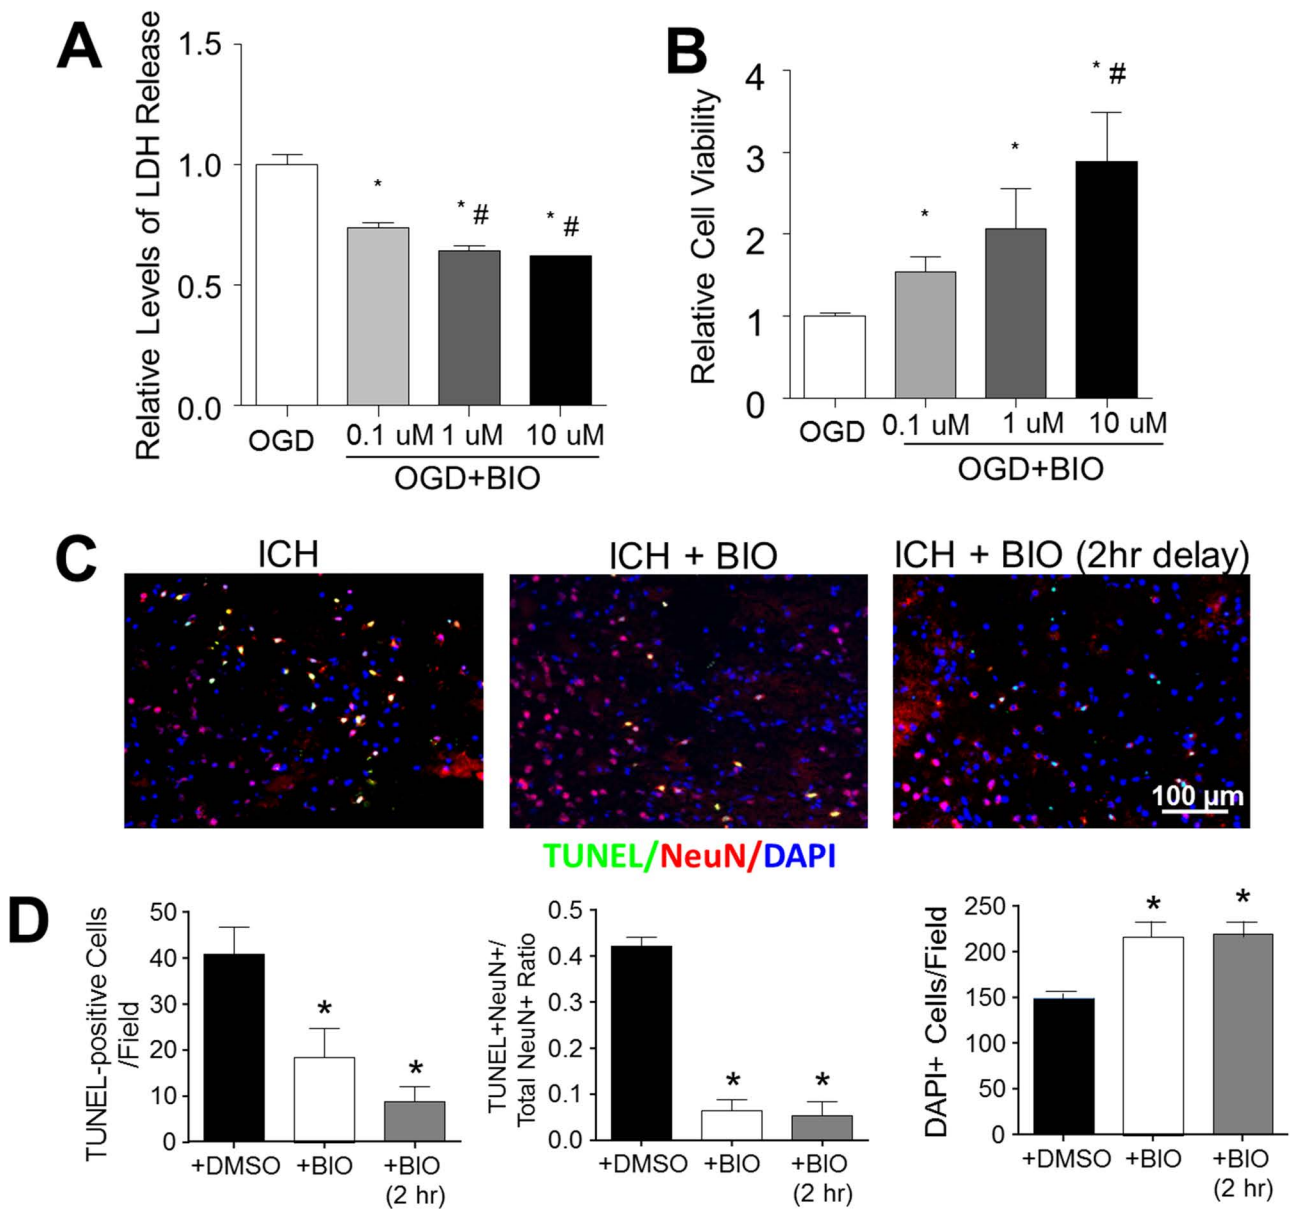 A
Relative Levels of LDH Release
1.5
1.0
0.5
0.0
*
* #
* #
OGD
0.1 uM
1 uM
10 uM
OGD+BIO
B
Relative Cell Viability
4
3
2
1
0
*
*
* #
OGD
0.1 uM
1 uM
10 uM
OGD+BIO
C
ICH
ICH + BIO
ICH + BIO (2hr delay)
100 µm
TUNEL/NeuN/DAPI
D
TUNEL-positive Cells
/Field
50
40
30
20
10
0
*
*
+DMSO
+BIO
+BIO
(2 hr)
TUNEL+NeuN+/
Total NeuN+ Ratio
0.5
0.4
0.3
0.2
0.1
0.0
*
*
+DMSO
+BIO
+BIO
(2 hr)
DAPI+ Cells/Field
250
200
150
100
50
0
*
*
+DMSO
+BIO
+BIO
(2 hr)